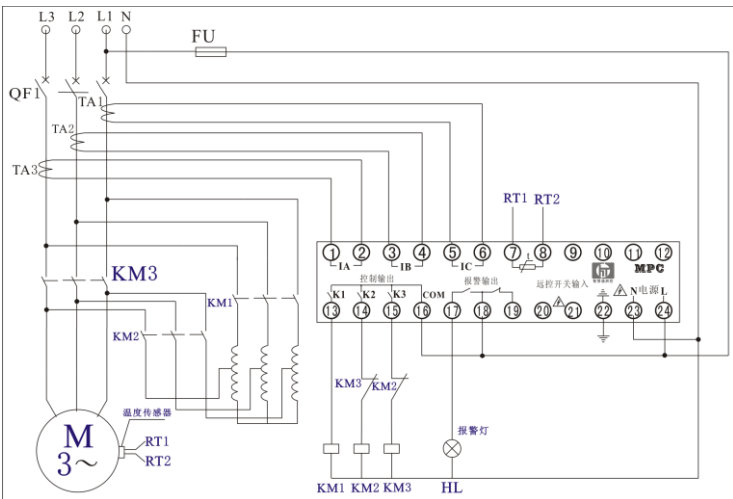 L3 L2 L1 N
FU
QF1
TA1
TA2
TA3
RT1 RT2
1 2 3 4 5 6 7 8 9 10 11 12
IA IB IC t MPC
控制输出 报警输出 远控开关输入 N电源L
K1 K2 K3 COM
13 14 15 16 17 18 19 20 21 22 23 24
KM3
KM1
KM2
KM3 KM2
温度传感器
M
3~
RT1
RT2
报警灯
KM1 KM2 KM3 HL